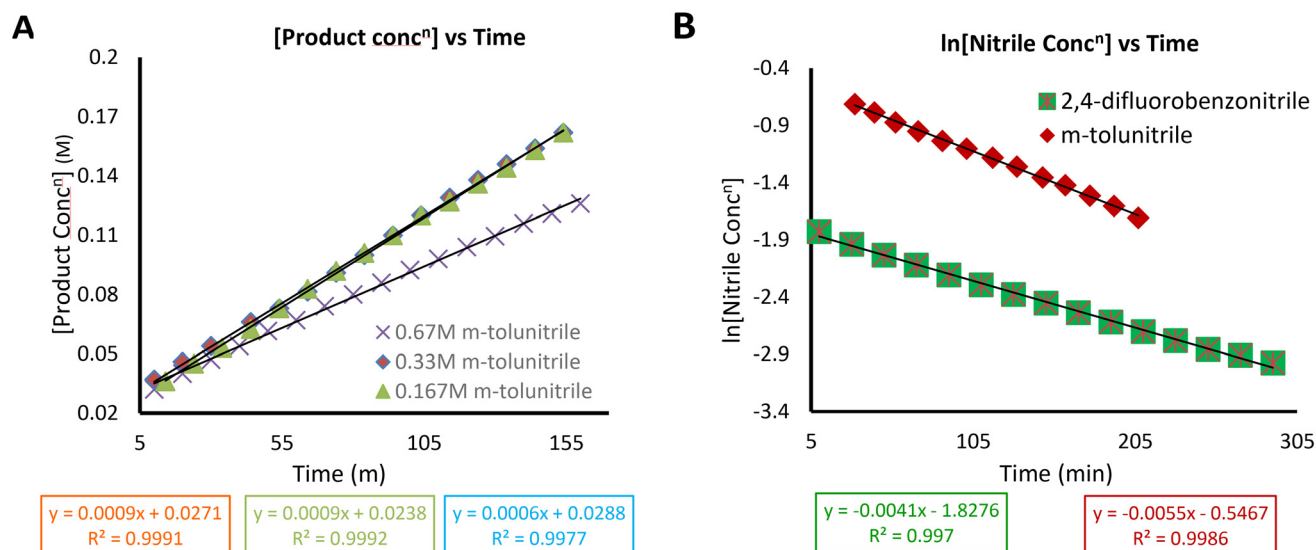 A
[Product concⁿ] vs Time
[Product Concⁿ] (M)
0.2
0.17
0.14
0.11
0.08
0.05
0.02
0.67M m-tolunitrile
0.33M m-tolunitrile
0.167M m-tolunitrile
5 55 105 155
Time (m)
y = 0.0009x + 0.0271
R² = 0.9991
y = 0.0009x + 0.0238
R² = 0.9992
y = 0.0006x + 0.0288
R² = 0.9977
B
ln[Nitrile Concⁿ] vs Time
ln[Nitrile Concⁿ]
-0.4
-0.9
-1.4
-1.9
-2.4
-2.9
-3.4
2,4-difluorobenzonitrile
m-tolunitrile
5 105 205 305
Time (min)
y = -0.0041x - 1.8276
R² = 0.997
y = -0.0055x - 0.5467
R² = 0.9986